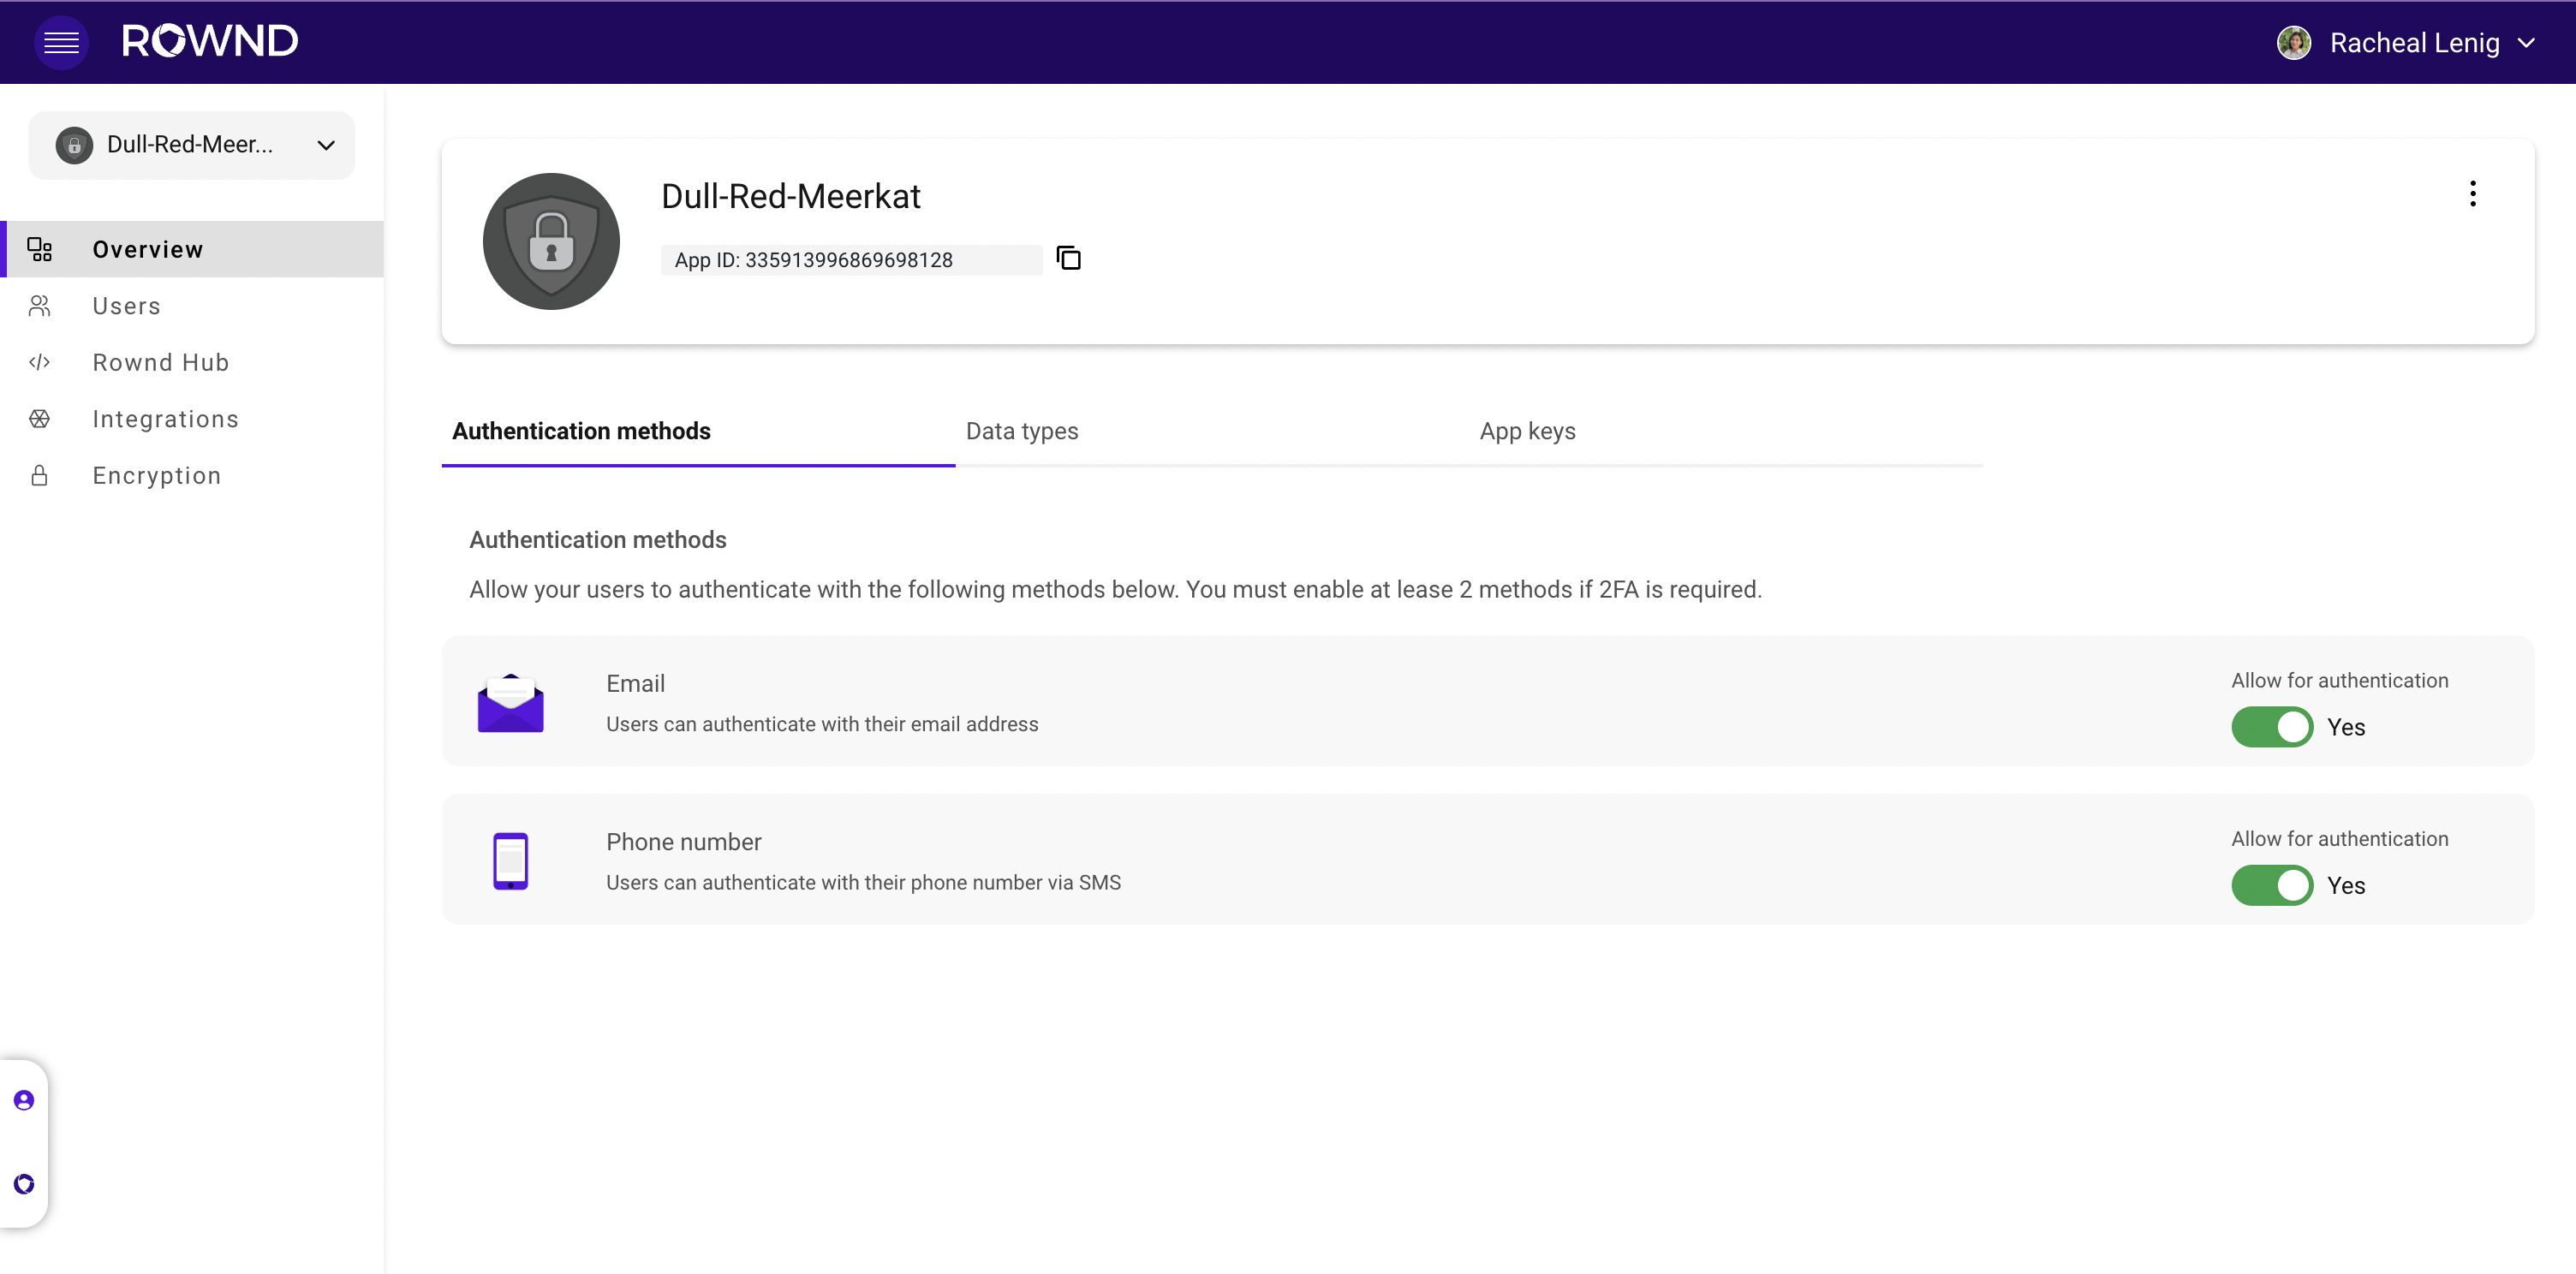 ROWND
Racheal Lenig
Dull-Red-Meer...
Overview
Users
Rownd Hub
Integrations
Encryption
Dull-Red-Meerkat
App ID: 335913996869698128
Authentication methods
Data types
App keys
Authentication methods
Allow your users to authenticate with the following methods below. You must enable at lease 2 methods if 2FA is required.
Email
Users can authenticate with their email address
Allow for authentication
Yes
Phone number
Users can authenticate with their phone number via SMS
Allow for authentication
Yes